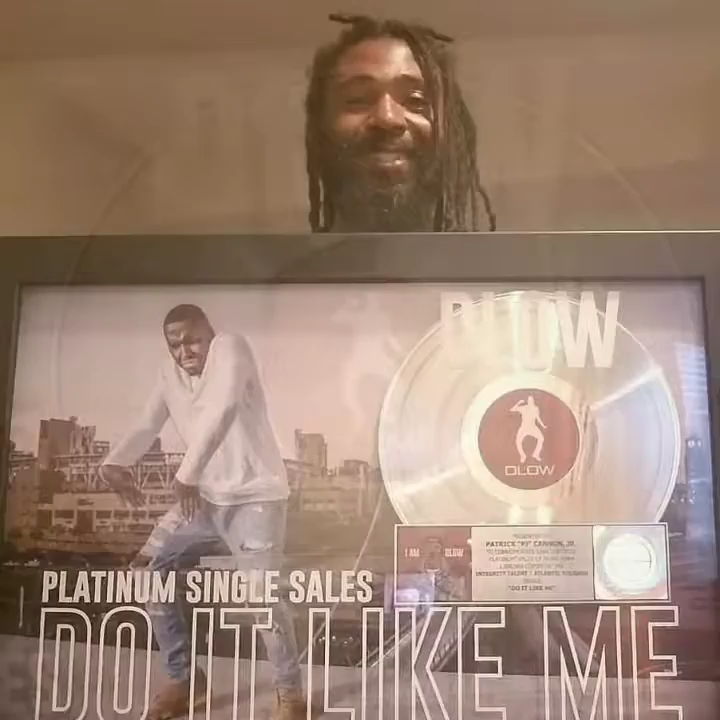 DLOW
DLOW
I AM DLOW
PATRICK "PJ" CANNON, JR.
INTEGRITY TALENT / ATLANTIC RECORDS
"DO IT LIKE ME"
PLATINUM SINGLE SALES
DO IT LIKE ME